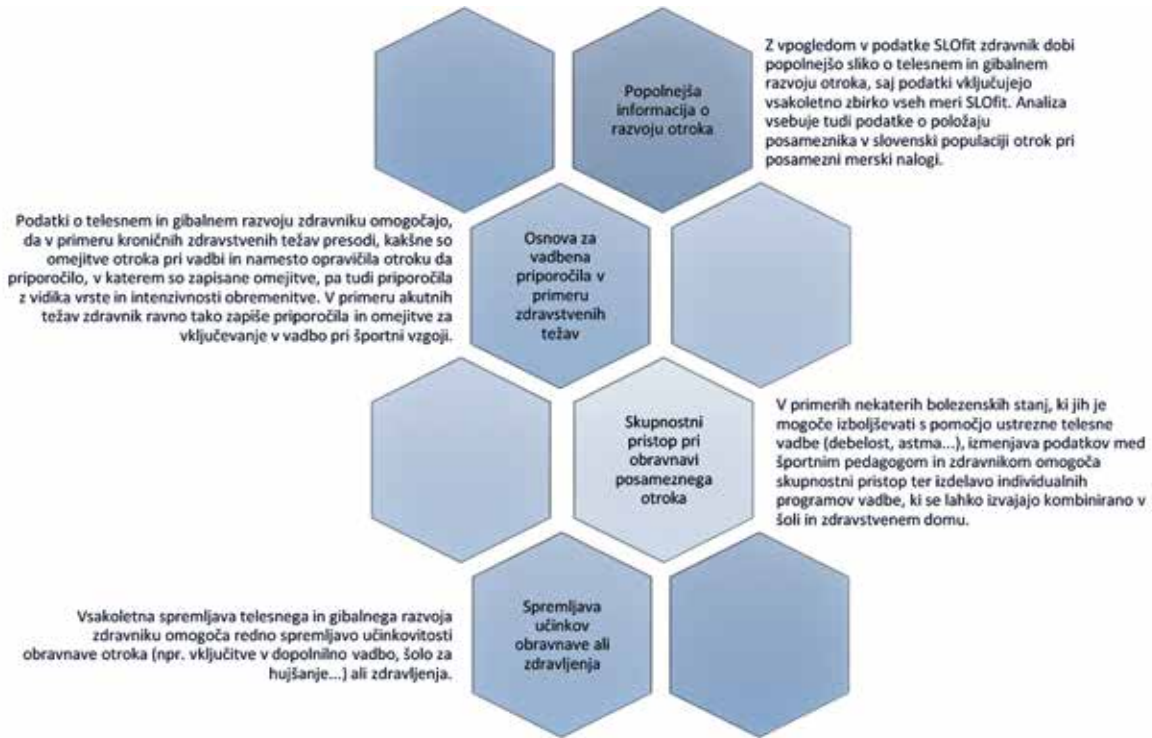 Popolnejša
informacija o
razvoju otroka
Z vpogledom v podatke SLOfit zdravnik dobi
popolnejšo sliko o telesnem in gibalnem
razvoju otroka, saj podatki vključujejo
vsakoletno zbirko vseh meri SLOfit. Analiza
vsebuje tudi podatke o položaju
posameznika v slovenski populaciji otrok pri
posamezni merski nalogi.
Podatki o telesnem in gibalnem razvoju zdravniku omogočajo,
da v primeru kroničnih zdravstvenih težav presodi, kakšne so
omejitve otroka pri vadbi in namesto opravičila otroku da
priporočilo, v katerem so zapisane omejitve, pa tudi priporočila
z vidika vrste in intenzivnosti obremenitve. V primeru akutnih
težav zdravnik ravno tako zapiše priporočila in omejitve za
vključevanje v vadbo pri športni vzgoji.
Osnova za
vadbena
priporočila v
primeru
zdravstvenih
težav
Skupnostni
pristop pri
obravnavi
posameznega
otroka
V primerih nekaterih bolezenskih stanj, ki jih je
mogoče izboljševati s pomočjo ustrezne telesne
vadbe (debelost, astma...), izmenjava podatkov med
športnim pedagogom in zdravnikom omogoča
skupnostni pristop ter izdelavo individualnih
programov vadbe, ki se lahko izvajajo kombinirano v
šoli in zdravstvenem domu.
Vsakoletna spremljava telesnega in gibalnega razvoja
zdravniku omogoča redno spremljavo učinkovitosti
obravnave otroka (npr. vključitve v dopolnilno vadbo, šolo za
hujšanje...) ali zdravljenja.
Spremljava
učinkov
obravnave ali
zdravljenja